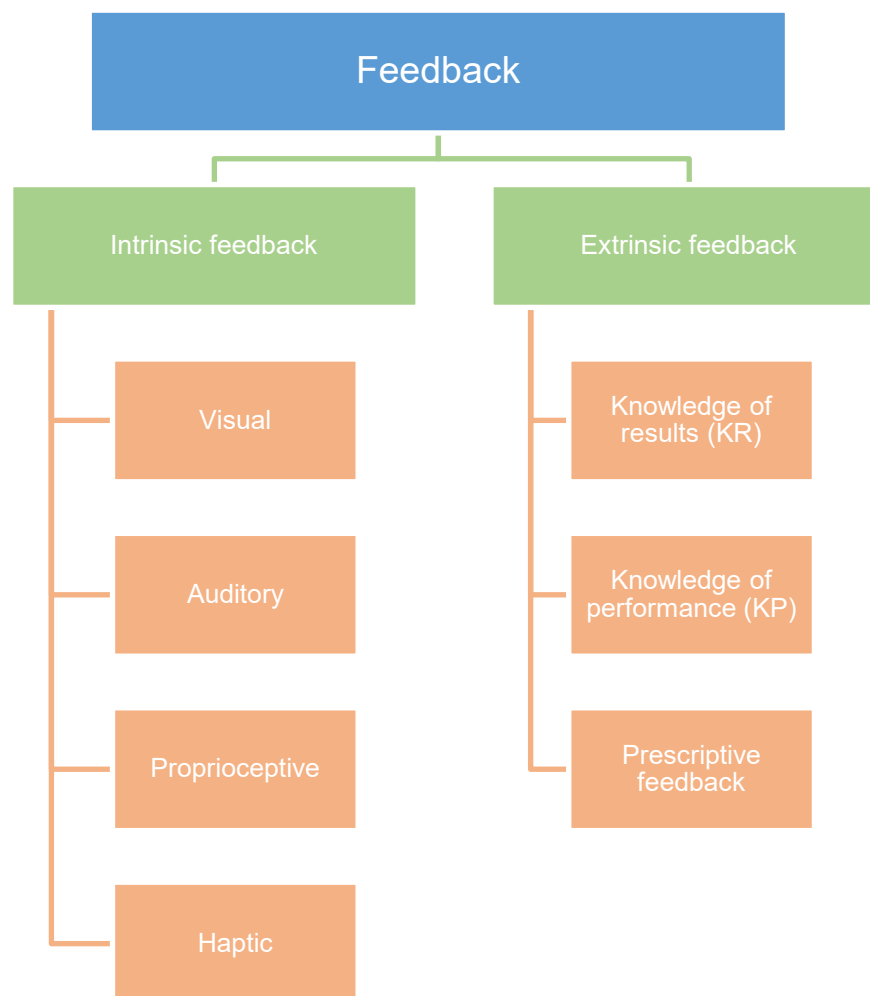 Feedback
Intrinsic feedback
Extrinsic feedback
Visual
Auditory
Proprioceptive
Haptic
Knowledge of
results (KR)
Knowledge of
performance (KP)
Prescriptive
feedback